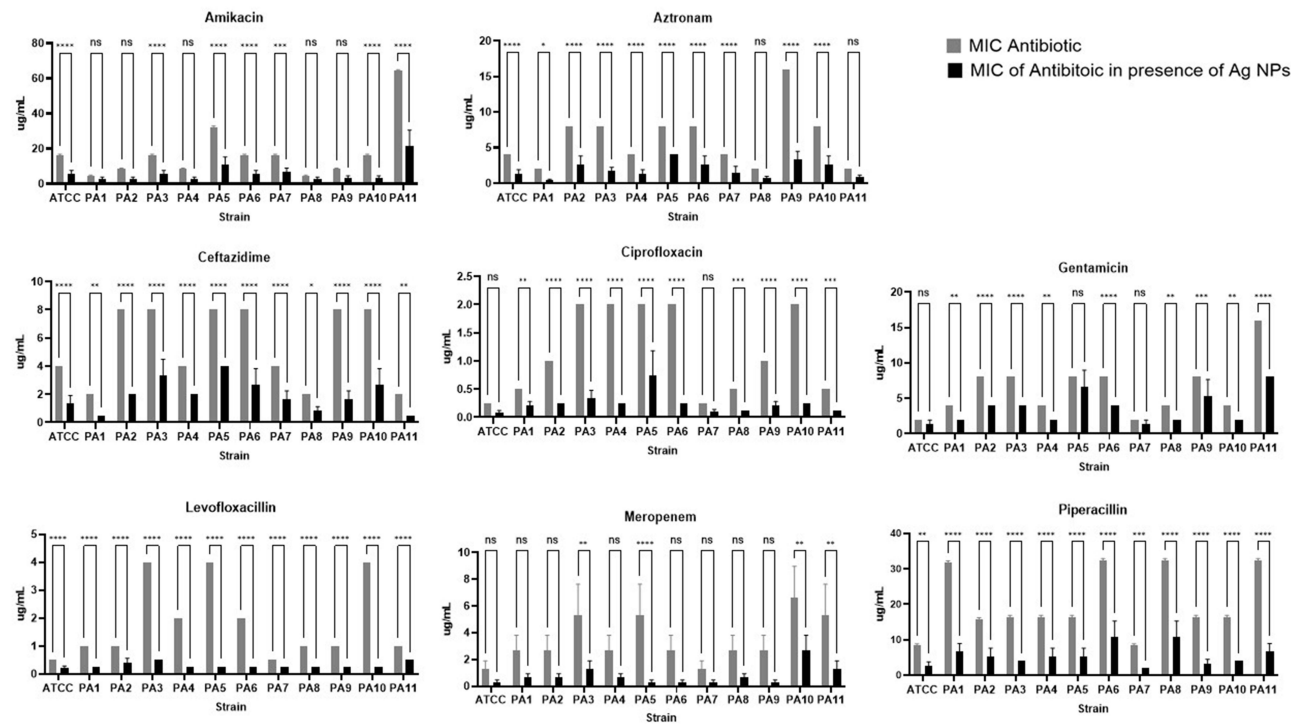 Amikacin
**** ns ns **** ns **** **** *** ns ns **** ****
80
60
40
20
0
ug/mL
ATCC PA1 PA2 PA3 PA4 PA5 PA6 PA7 PA8 PA9 PA10 PA11
Strain
Aztronam
**** * **** **** **** **** **** **** ns **** **** ns
20
15
10
5
0
ug/mL
ATCC PA1 PA2 PA3 PA4 PA5 PA6 PA7 PA8 PA9 PA10 PA11
Strain
MIC Antibiotic
MIC of Antibitoic in presence of Ag NPs
Ceftazidime
**** ** **** **** **** **** **** **** * **** **** **
10
8
6
4
2
0
ug/mL
ATCC PA1 PA2 PA3 PA4 PA5 PA6 PA7 PA8 PA9 PA10 PA11
Strain
Ciprofloxacin
ns ** **** **** **** **** **** ns *** **** **** ***
2.5
2.0
1.5
1.0
0.5
0.0
ug/mL
ATCC PA1 PA2 PA3 PA4 PA5 PA6 PA7 PA8 PA9 PA10 PA11
Strain
Gentamicin
ns ** **** **** ** ns **** ns ** *** ** ****
20
15
10
5
0
ug/mL
ATCC PA1 PA2 PA3 PA4 PA5 PA6 PA7 PA8 PA9 PA10 PA11
Strain
Levofloxacillin
**** **** **** **** **** **** **** **** **** **** **** ****
5
4
3
2
1
0
ug/mL
ATCC PA1 PA2 PA3 PA4 PA5 PA6 PA7 PA8 PA9 PA10 PA11
Strain
Meropenem
ns ns ns ** ns **** ns ns ns ns ** **
10
8
6
4
2
0
ug/mL
ATCC PA1 PA2 PA3 PA4 PA5 PA6 PA7 PA8 PA9 PA10 PA11
Strain
Piperacillin
** **** **** **** **** **** **** *** **** **** **** ****
40
30
20
10
0
ug/mL
ATCC PA1 PA2 PA3 PA4 PA5 PA6 PA7 PA8 PA9 PA10 PA11
Strain